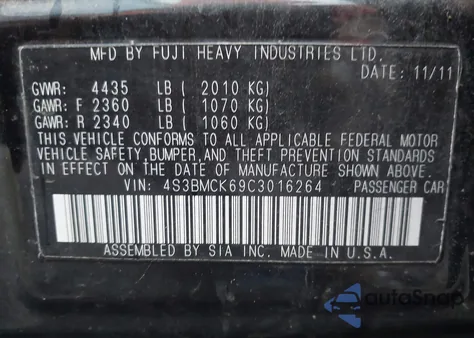 MFD BY FUJI HEAVY INDUSTRIES LTD.
DATE: 11/11
GVWR: 4435 LB ( 2010 KG)
GAWR: F 2360 LB ( 1070 KG)
GAWR: R 2340 LB ( 1060 KG)
THIS VEHICLE CONFORMS TO ALL APPLICABLE FEDERAL MOTOR
VEHICLE SAFETY, BUMPER, AND THEFT PREVENTION STANDARDS
IN EFFECT ON THE DATE OF MANUFACTURE SHOWN ABOVE.
VIN: 4S3BMCK69C3016264 PASSENGER CAR
ASSEMBLED BY SIA INC. MADE IN U.S.A.
autoSnap